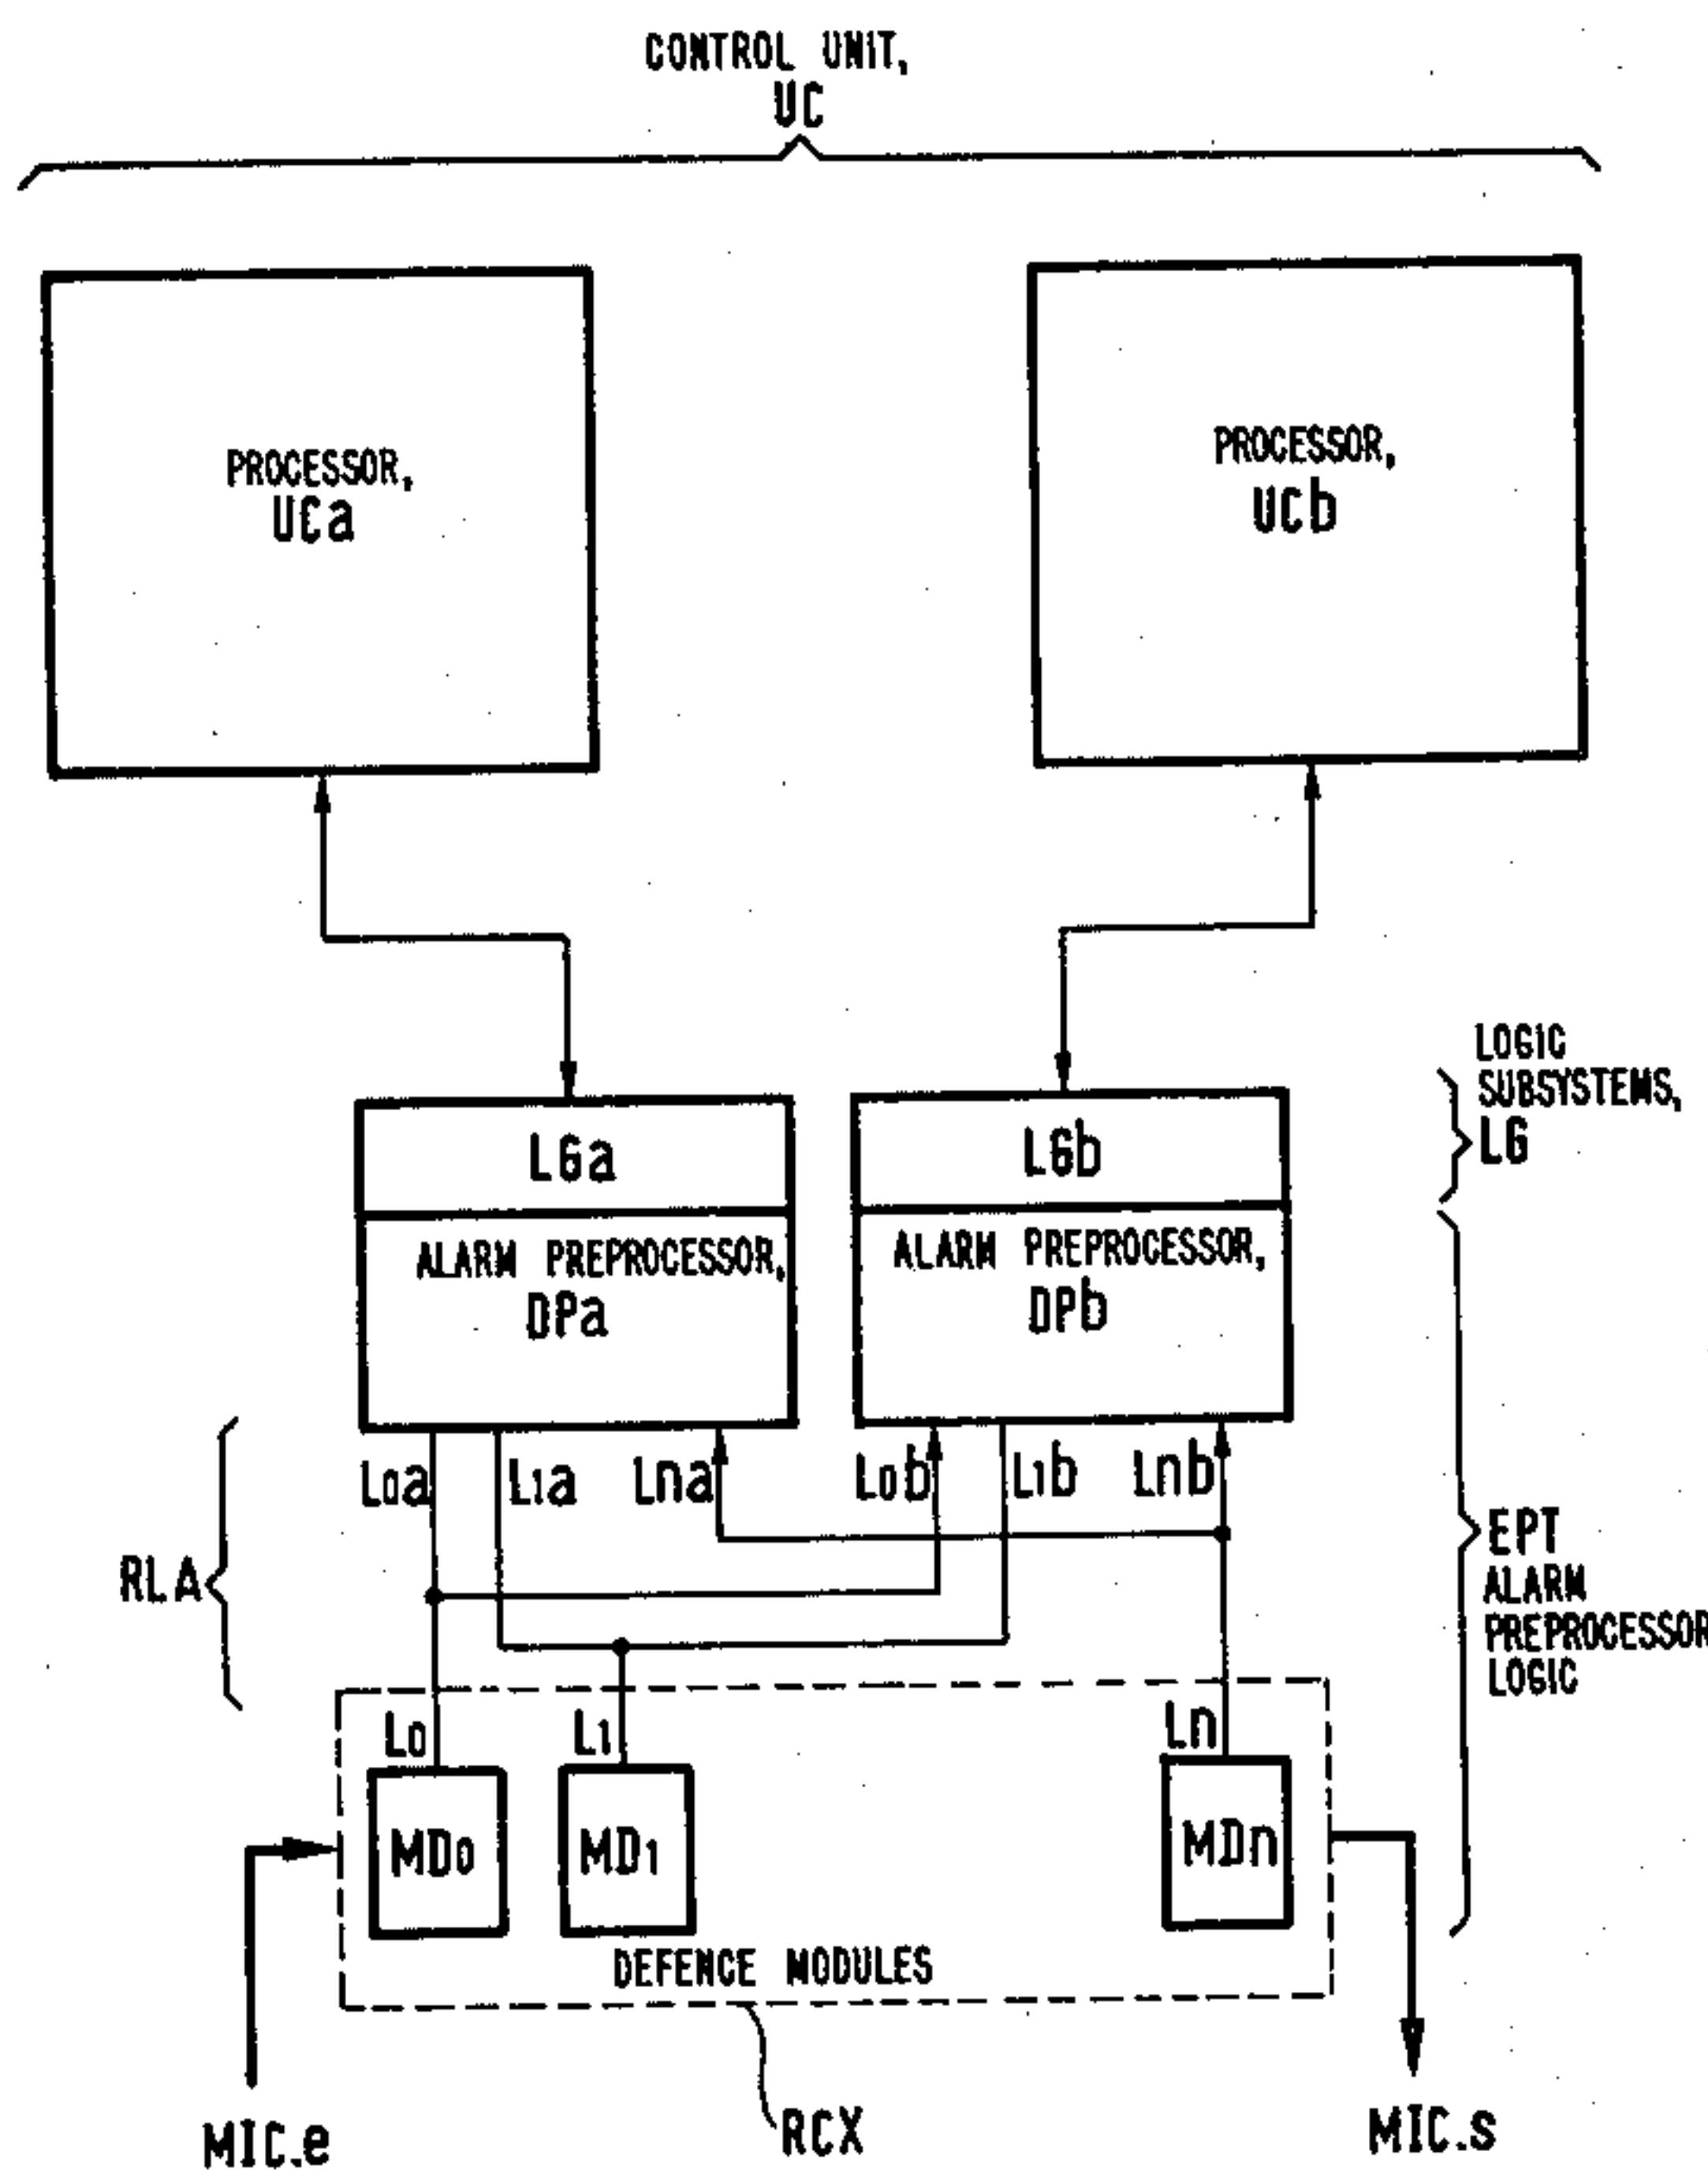 CONTROL UNIT,
UC
PROCESSOR,
UCa
PROCESSOR,
UCb
LOGIC
SUBSYSTEMS,
LG
LGa
LGb
ALARM PREPROCESSOR,
DPa
ALARM PREPROCESSOR,
DPb
L0a
L1a
Lna
L0b
L1b
Lnb
RLA
EPT
ALARM
PREPROCESSOR
LOGIC
L0
L1
Ln
MD0
MD1
MDn
DEFENCE MODULES
MIC.e
RCX
MIC.s